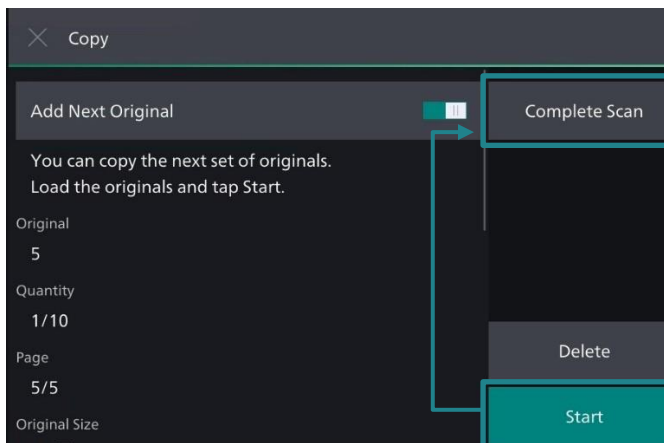 Copy
Add Next Original
Complete Scan
You can copy the next set of originals.
Load the originals and tap Start.
Original
5
Quantity
1/10
Page
5/5
Original Size
Delete
Start